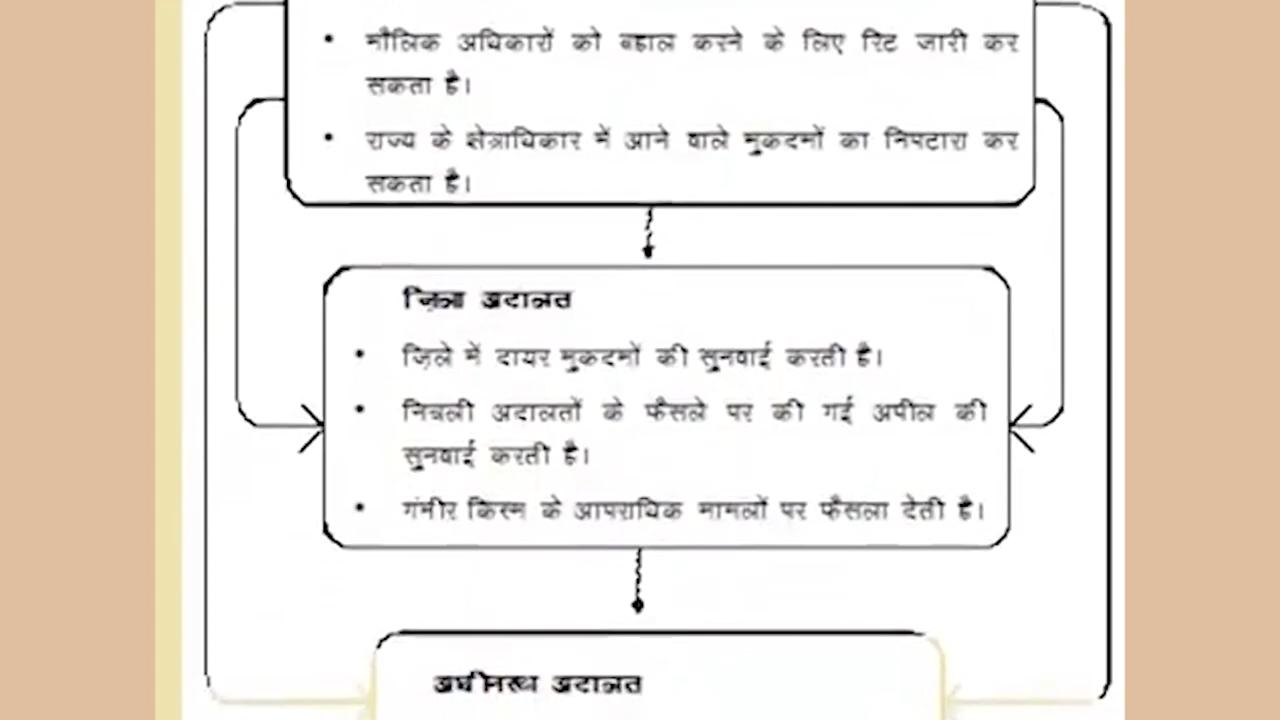 मौलिक अधिकारों को बहाल करने के लिए रिट जारी कर
सकता है।
राज्य के क्षेत्राधिकार में आने वाले मुकदमों का निपटारा कर
सकता है।
ज़िला अदालत
ज़िले में दायर मुकदमों की सुनवाई करती है।
निचली अदालतों के फैसले पर की गई अपील की
सुनवाई करती है।
गंभीर किस्म के आपराधिक मामलों पर फैसला देती है।
अधीनस्थ अदालत